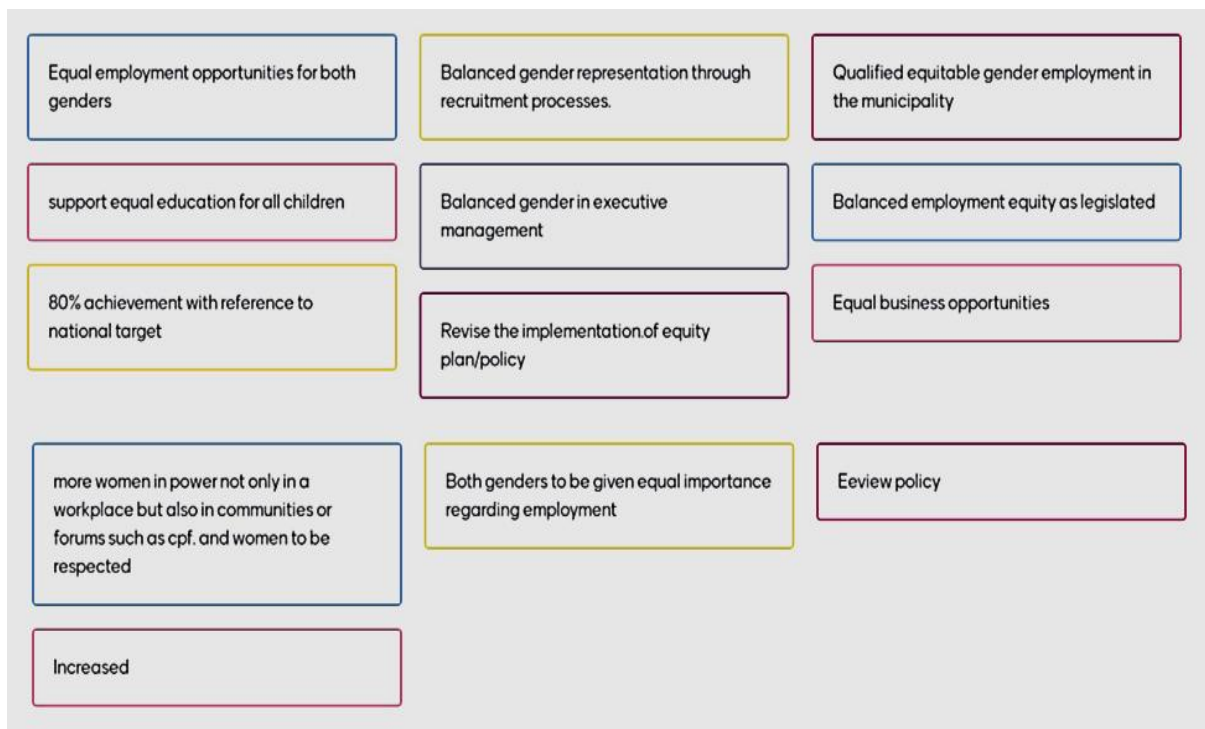 Equal employment opportunities for both
genders
Balanced gender representation through
recruitment processes.
Qualified equitable gender employment in
the municipality
support equal education for all children
Balanced gender in executive
management
Balanced employment equity as legislated
80% achievement with reference to
national target
Revise the implementation.of equity
plan/policy
Equal business opportunities
more women in power not only in a
workplace but also in communities or
forums such as cpf. and women to be
respected
Both genders to be given equal importance
regarding employment
Eeview policy
Increased